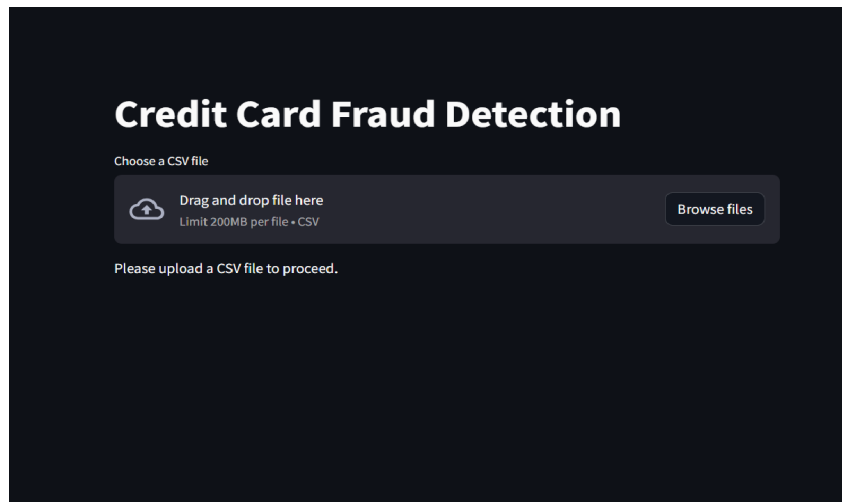 Credit Card Fraud Detection
Choose a CSV file
Drag and drop file here
Limit 200MB per file • CSV
Browse files
Please upload a CSV file to proceed.